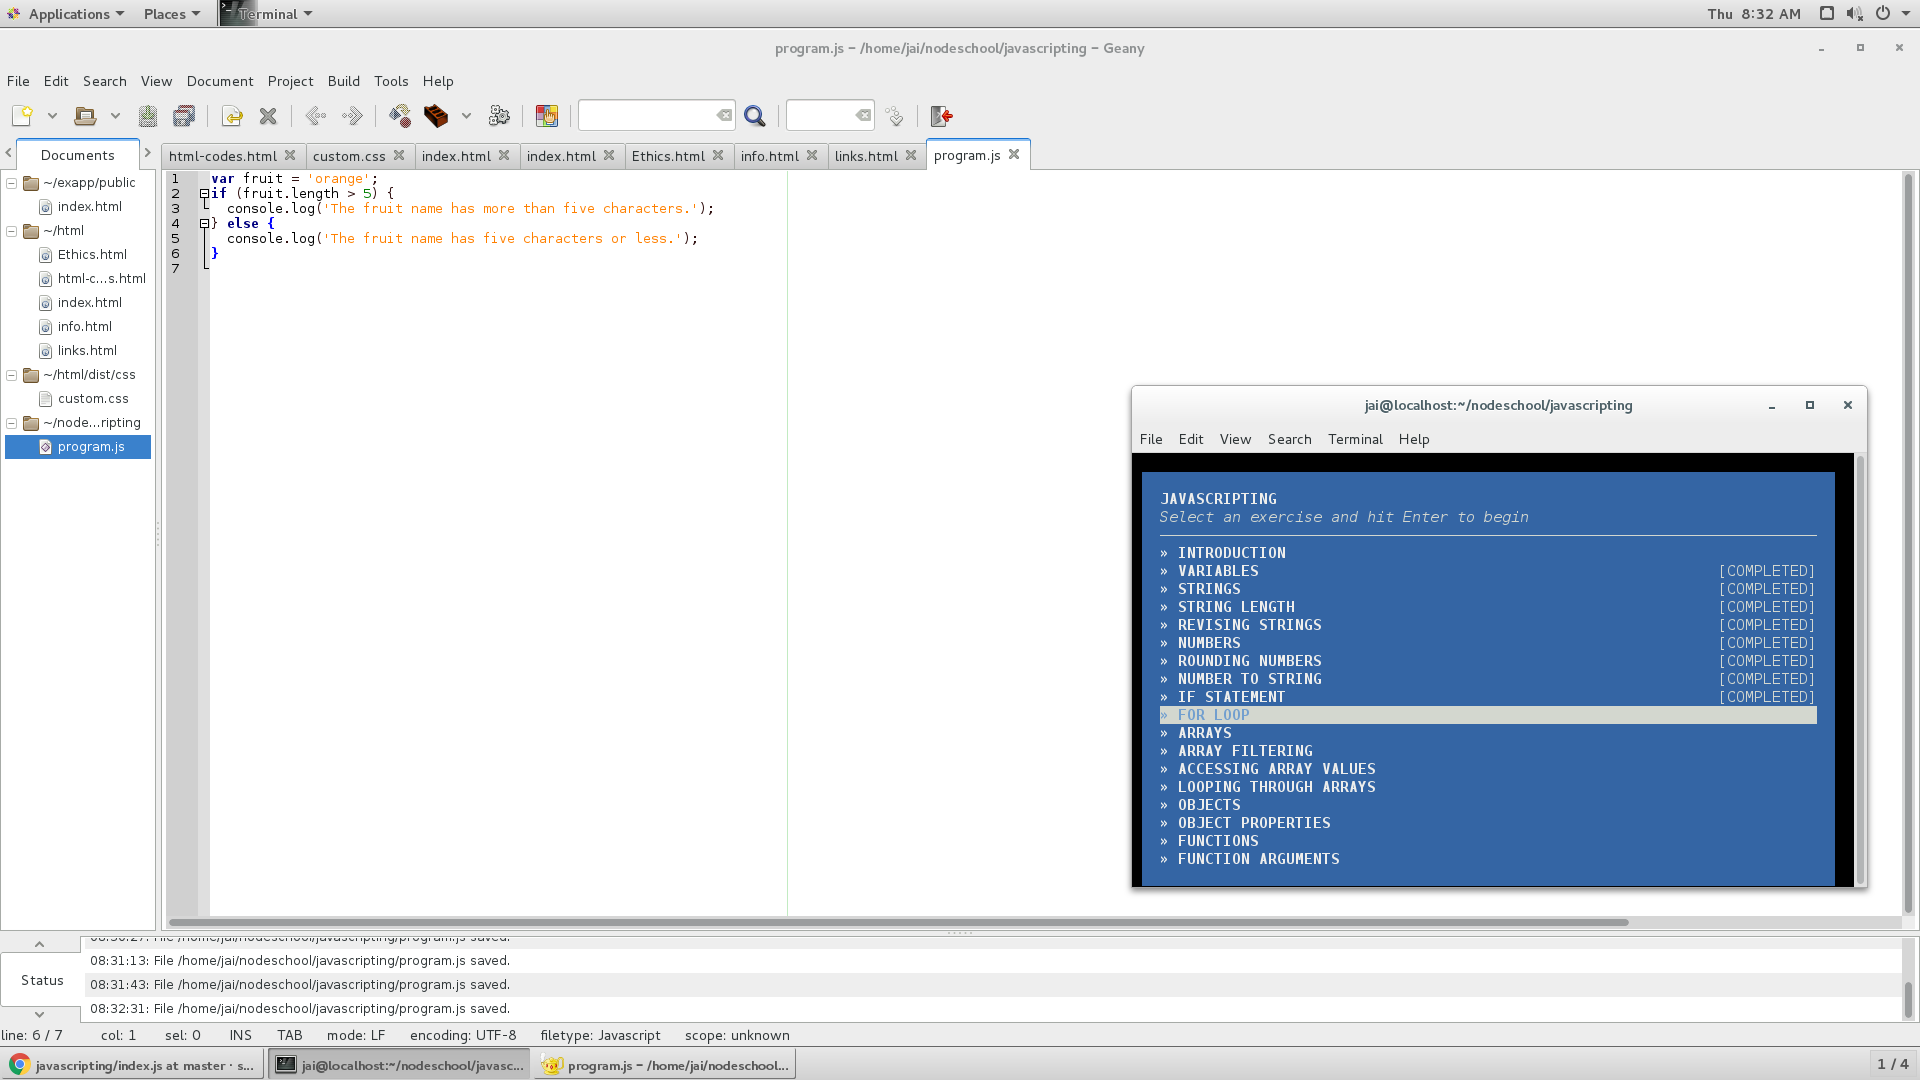 Applications Places Terminal Thu 8:32 AM
program.js – /home/jai/nodeschool/javascripting – Geany
File Edit Search View Document Project Build Tools Help
Documents html-codes.html custom.css index.html index.html Ethics.html info.html links.html program.js
~/exapp/public
index.html
~/html
Ethics.html
html-c...s.html
index.html
info.html
links.html
~/html/dist/css
custom.css
~/node...ripting
program.js
1 var fruit = 'orange';
2 if (fruit.length > 5) {
3 console.log('The fruit name has more than five characters.');
4 } else {
5 console.log('The fruit name has five characters or less.');
6 }
7
jai@localhost:~/nodeschool/javascripting
File Edit View Search Terminal Help
JAVASCRIPTING
Select an exercise and hit Enter to begin
» INTRODUCTION
» VARIABLES [COMPLETED]
» STRINGS [COMPLETED]
» STRING LENGTH [COMPLETED]
» REVISING STRINGS [COMPLETED]
» NUMBERS [COMPLETED]
» ROUNDING NUMBERS [COMPLETED]
» NUMBER TO STRING [COMPLETED]
» IF STATEMENT [COMPLETED]
» FOR LOOP
» ARRAYS
» ARRAY FILTERING
» ACCESSING ARRAY VALUES
» LOOPING THROUGH ARRAYS
» OBJECTS
» OBJECT PROPERTIES
» FUNCTIONS
» FUNCTION ARGUMENTS
Status
File /home/jai/nodeschool/javascripting/program.js saved.
08:31:13: File /home/jai/nodeschool/javascripting/program.js saved.
08:31:43: File /home/jai/nodeschool/javascripting/program.js saved.
08:32:31: File /home/jai/nodeschool/javascripting/program.js saved.
line: 6 / 7 col: 1 sel: 0 INS TAB mode: LF encoding: UTF-8 filetype: Javascript scope: unknown
javascripting/index.js at master · s... jai@localhost:~/nodeschool/javasc... program.js – /home/jai/nodeschool... 1 / 4